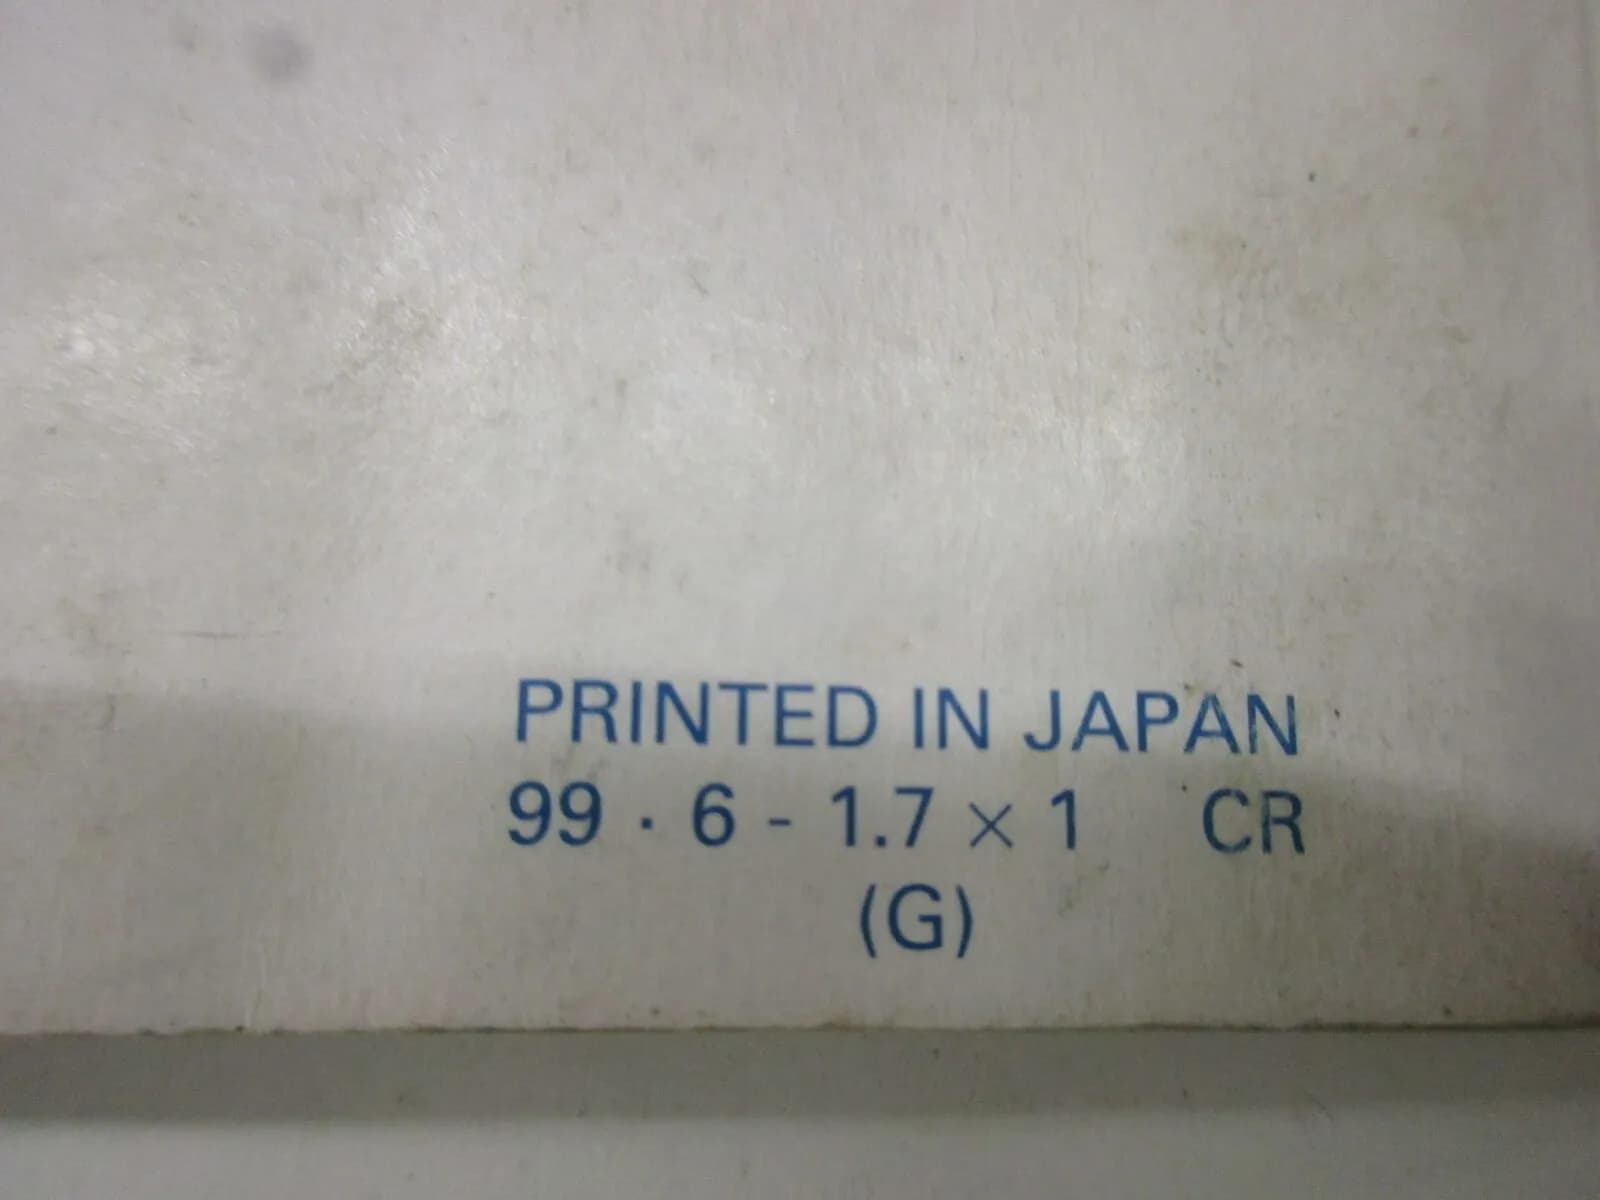 PRINTED IN JAPAN
99・6 - 1.7 × 1 CR
(G)